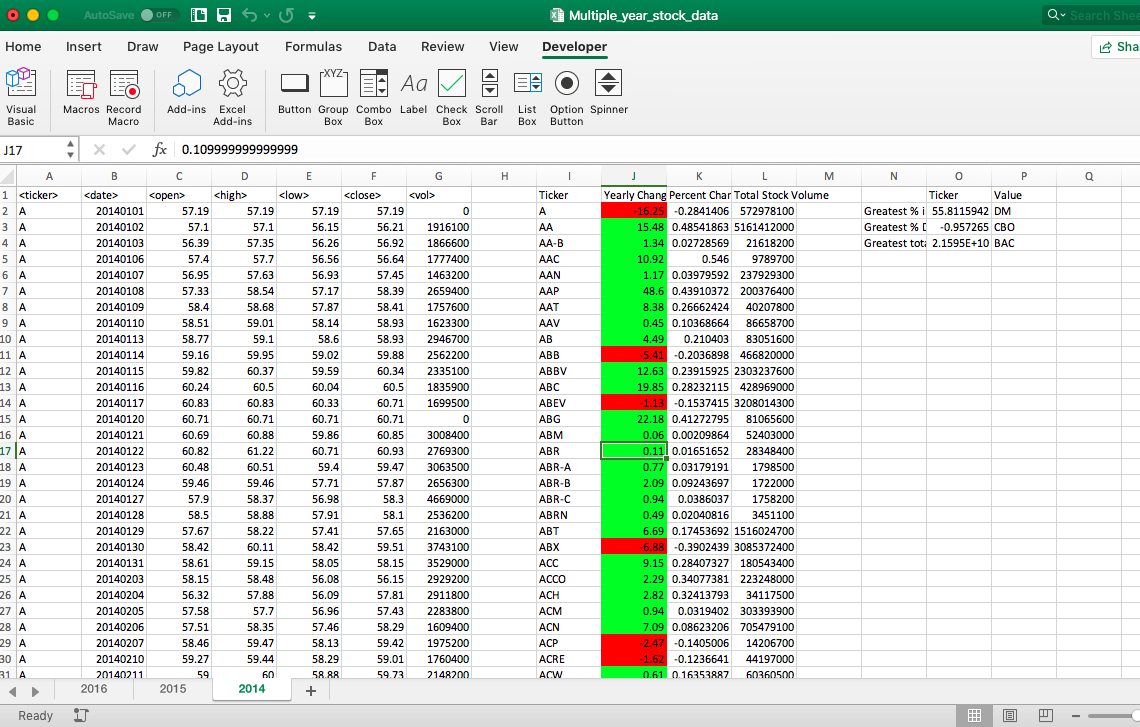 AutoSave OFF Multiple_year_stock_data Search She
Home Insert Draw Page Layout Formulas Data Review View Developer Sha
XYZ Aa
Visual Basic Macros Record Macro Add-ins Excel Add-ins Button Group Box Combo Box Label Check Box Scroll Bar List Box Option Button Spinner
J17 fx 0.109999999999999
A B C D E F G H I J K L M N O P Q
1 <ticker> <date> <open> <high> <low> <close> <vol> Ticker Yearly Chang Percent Char Total Stock Volume Ticker Value
2 A 20140101 57.19 57.19 57.19 57.19 0 A -16.25 -0.2841406 572978100 Greatest % i 55.8115942 DM
3 A 20140102 57.1 57.1 56.15 56.21 1916100 AA 15.48 0.48541863 5161412000 Greatest % D -0.957265 CBO
4 A 20140103 56.39 57.35 56.26 56.92 1866600 AA-B 1.34 0.02728569 21618200 Greatest tota 2.1595E+10 BAC
5 A 20140106 57.4 57.7 56.56 56.64 1777400 AAC 10.92 0.546 9789700
6 A 20140107 56.95 57.63 56.93 57.45 1463200 AAN 1.17 0.03979592 237929300
7 A 20140108 57.33 58.54 57.17 58.39 2659400 AAP 48.6 0.43910372 200376400
8 A 20140109 58.4 58.68 57.87 58.41 1757600 AAT 8.38 0.26662424 40207800
9 A 20140110 58.51 59.01 58.14 58.93 1623300 AAV 0.45 0.10368664 86658700
10 A 20140113 58.77 59.1 58.6 58.93 2946700 AB 4.49 0.210403 83051600
11 A 20140114 59.16 59.95 59.02 59.88 2562200 ABB -5.41 -0.2036898 466820000
12 A 20140115 59.82 60.37 59.59 60.34 2335100 ABBV 12.63 0.23915925 2303237600
13 A 20140116 60.24 60.5 60.04 60.5 1835900 ABC 19.85 0.28232115 428969000
14 A 20140117 60.83 60.83 60.33 60.71 1699500 ABEV -1.13 -0.1537415 3208014300
15 A 20140120 60.71 60.71 60.71 60.71 0 ABG 22.18 0.41272795 81065600
16 A 20140121 60.69 60.88 59.86 60.85 3008400 ABM 0.06 0.00209864 52403000
17 A 20140122 60.82 61.22 60.71 60.93 2769300 ABR 0.11 0.01651652 28348400
18 A 20140123 60.48 60.51 59.4 59.47 3063500 ABR-A 0.77 0.03179191 1798500
19 A 20140124 59.46 59.46 57.71 57.87 2656300 ABR-B 2.09 0.09243697 1722000
20 A 20140127 57.9 58.37 56.98 58.3 4669000 ABR-C 0.94 0.0386037 1758200
21 A 20140128 58.5 58.88 57.91 58.1 2536200 ABRN 0.49 0.02040816 3451100
22 A 20140129 57.67 58.22 57.41 57.65 2163000 ABT 6.69 0.17453692 1516024700
23 A 20140130 58.42 60.11 58.42 59.51 3743100 ABX -6.88 -0.3902439 3085372400
24 A 20140131 58.61 59.15 58.05 58.15 3529000 ACC 9.15 0.28407327 180543400
25 A 20140203 58.15 58.48 56.08 56.15 2929200 ACCO 2.29 0.34077381 223248000
26 A 20140204 56.32 57.88 56.09 57.81 2911800 ACH 2.82 0.32413793 34117500
27 A 20140205 57.58 57.7 56.96 57.43 2283800 ACM 0.94 0.0319402 303393900
28 A 20140206 57.51 58.35 57.46 58.29 1609400 ACN 7.09 0.08623206 705479100
29 A 20140207 58.46 59.47 58.13 59.42 1975200 ACP -2.47 -0.1405006 14206700
30 A 20140210 59.27 59.44 58.29 59.01 1760400 ACRE -1.62 -0.1236641 44197000
31 A 20140211 59 60 58.88 59.73 2148200 ACW 0.61 0.16353887 60360500
2016 2015 2014 +
Ready